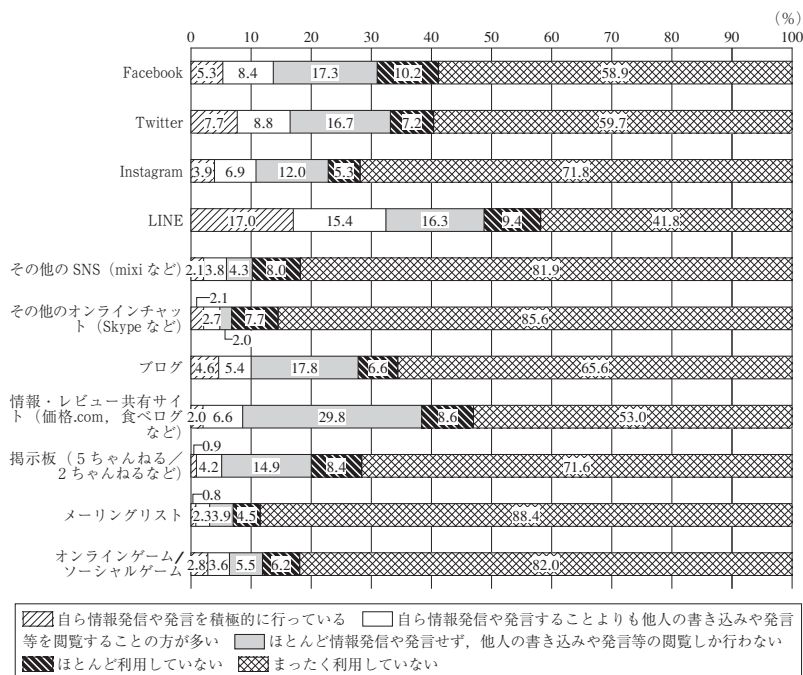 (%)
0 10 20 30 40 50 60 70 80 90 100
Facebook 5.3 8.4 17.3 10.2 58.9
Twitter 7.7 8.8 16.7 7.2 59.7
Instagram 3.9 6.9 12.0 5.3 71.8
LINE 17.0 15.4 16.3 9.4 41.8
その他の SNS（mixi など） 2.1 3.8 4.3 8.0 81.9
その他のオンラインチャッ
ト（Skype など）
2.1
2.7 7.7 85.6
2.0
ブログ 4.6 5.4 17.8 6.6 65.6
情報・レビュー共有サイ
ト（価格.com，食べログ
など）
2.0 6.6 29.8 8.6 53.0
掲示板（５ちゃんねる／
２ちゃんねるなど）
0.9
4.2 14.9 8.4 71.6
0.8
メーリングリスト 2.3 3.9 4.5 88.4
オンラインゲーム/
ソーシャルゲーム
2.8 3.6 5.5 6.2 82.0
自ら情報発信や発言を積極的に行っている 自ら情報発信や発言することよりも他人の書き込みや発言
等を閲覧することの方が多い ほとんど情報発信や発言せず，他人の書き込みや発言等の閲覧しか行わない
ほとんど利用していない まったく利用していない